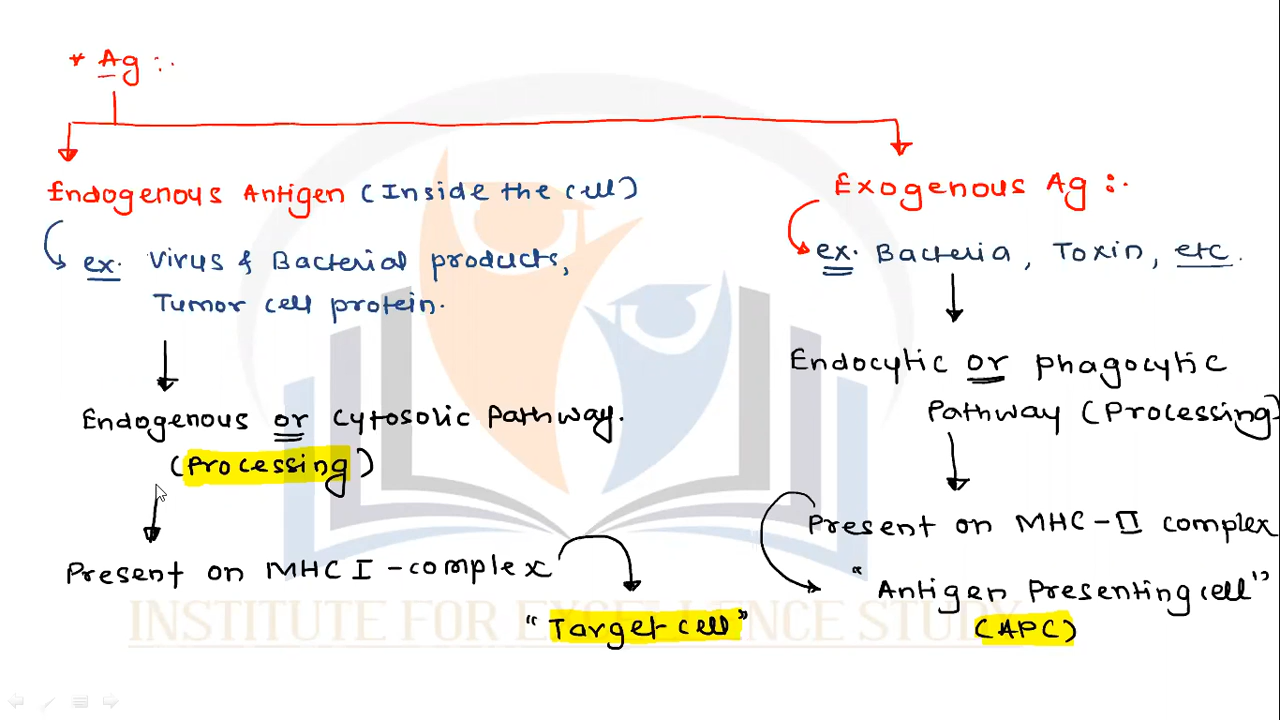 * Ag :.
Endogenous Antigen (Inside the cell)
ex. Virus & Bacterial products,
Tumor cell protein.
Endogenous or cytosolic Pathway.
(Processing)
Present on MHC I - complex
"Target cell"
Exogenous Ag :.
ex. Bacteria, Toxin, etc.
Endocytic or phagocytic
Pathway (Processing)
Present on MHC-II complex
"Antigen Presenting cell"
(APC)
INSTITUTE FOR EXCELLENCE STUDY